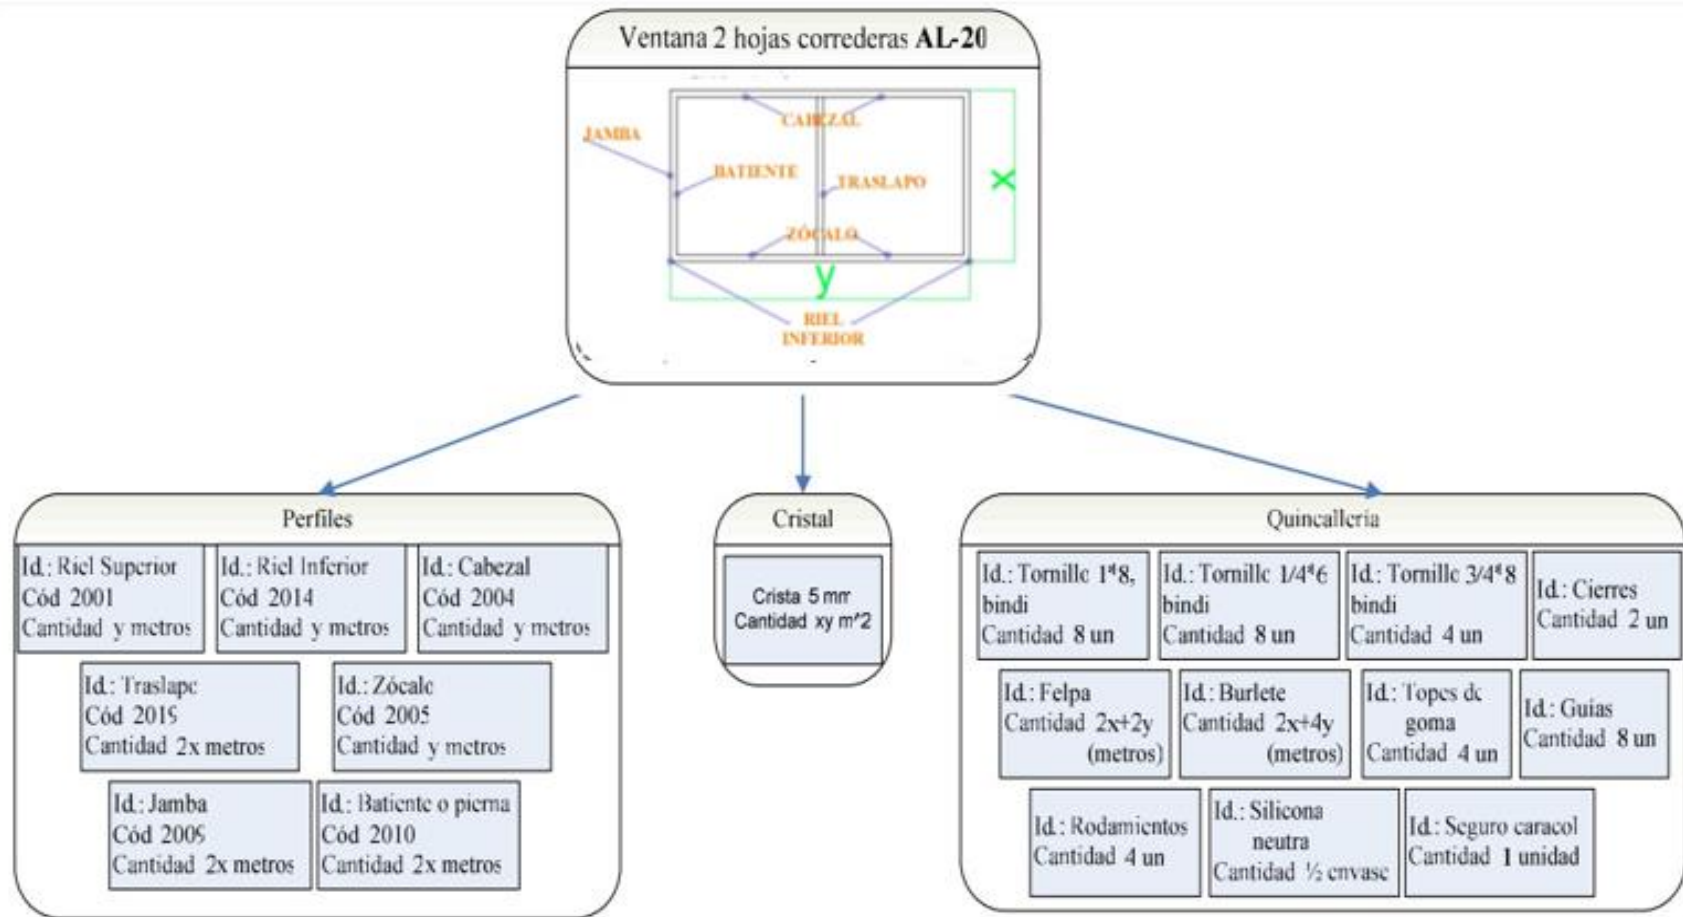 Ventana 2 hojas correderas AL-20
CABEZAL
JAMBA
BATIENTE
TRASLAPO
x
ZÓCALO
y
RIEL
INFERIOR
Perfiles
Id.: Riel Superior
Cód 2001
Cantidad y metros
Id.: Riel Inferior
Cód 2014
Cantidad y metros
Id.: Cabezal
Cód 2004
Cantidad y metros
Id.: Traslapo
Cód 2019
Cantidad 2x metros
Id.: Zócalo
Cód 2005
Cantidad y metros
Id.: Jamba
Cód 2009
Cantidad 2x metros
Id.: Batiente o pierna
Cód 2010
Cantidad 2x metros
Cristal
Crista 5 mm
Cantidad xy m^2
Quincallería
Id.: Tornillo 1*8,
bindi
Cantidad 8 un
Id.: Tornillo 1/4*6
bindi
Cantidad 8 un
Id.: Tornillo 3/4*8
bindi
Cantidad 4 un
Id.: Cierres
Cantidad 2 un
Id.: Felpa
Cantidad 2x+2y
(metros)
Id.: Burlete
Cantidad 2x+4y
(metros)
Id.: Topes de
goma
Cantidad 4 un
Id.: Guías
Cantidad 8 un
Id.: Rodamientos
Cantidad 4 un
Id.: Silicona
neutra
Cantidad ½ envase
Id.: Seguro caracol
Cantidad 1 unidad